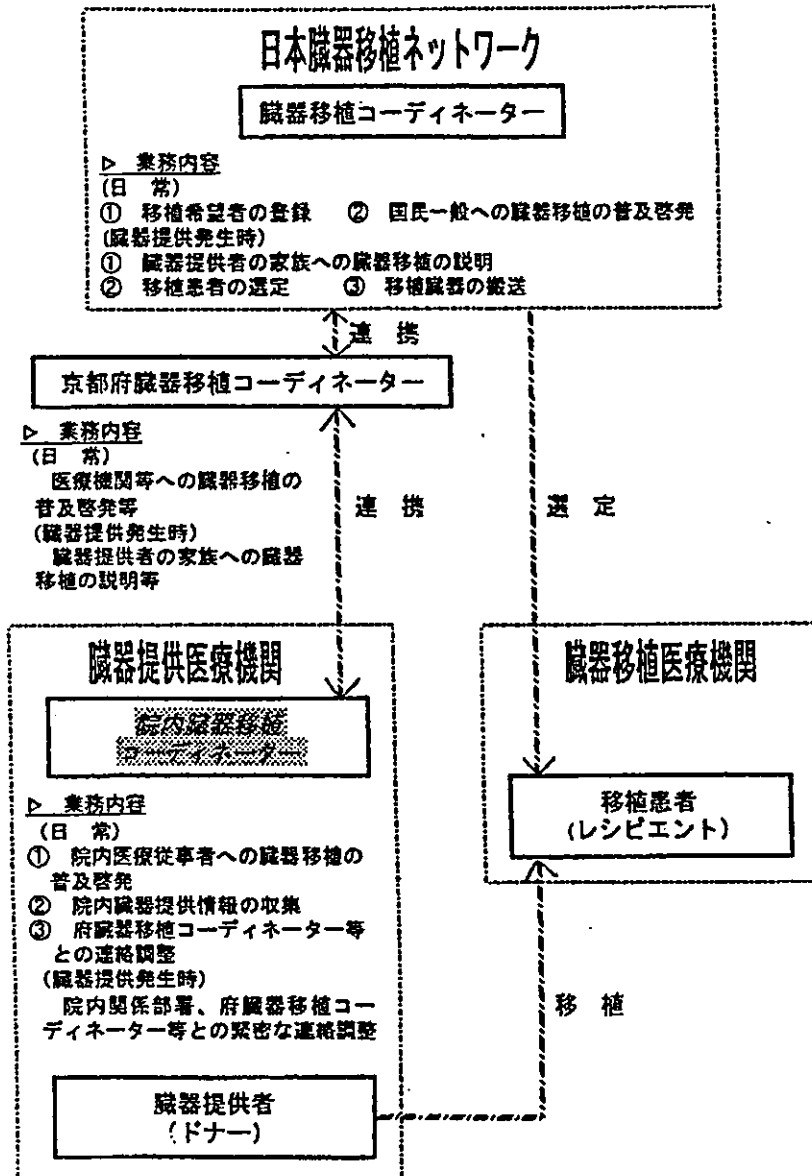 日本臓器移植ネットワーク
臓器移植コーディネーター
▷ 業務内容
(日 常)
① 移植希望者の登録 ② 国民一般への臓器移植の普及啓発
(臓器提供発生時)
① 臓器提供者の家族への臓器移植の説明
② 移植患者の選定 ③ 移植臓器の搬送
連 携
京都府臓器移植コーディネーター
▷ 業務内容
(日 常)
医療機関等への臓器移植の
普及啓発等
(臓器提供発生時)
臓器提供者の家族への臓器
移植の説明等
連 携
選 定
臓器提供医療機関
院内臓器移植
コーディネーター
▷ 業務内容
(日 常)
① 院内医療従事者への臓器移植の
普及啓発
② 院内臓器提供情報の収集
③ 府臓器移植コーディネーター等
との連絡調整
(臓器提供発生時)
院内関係部署、府臓器移植コー
ディネーター等との緊密な連絡調整
臓器提供者
(ドナー)
臓器移植医療機関
移植患者
(レシピエント)
移 植